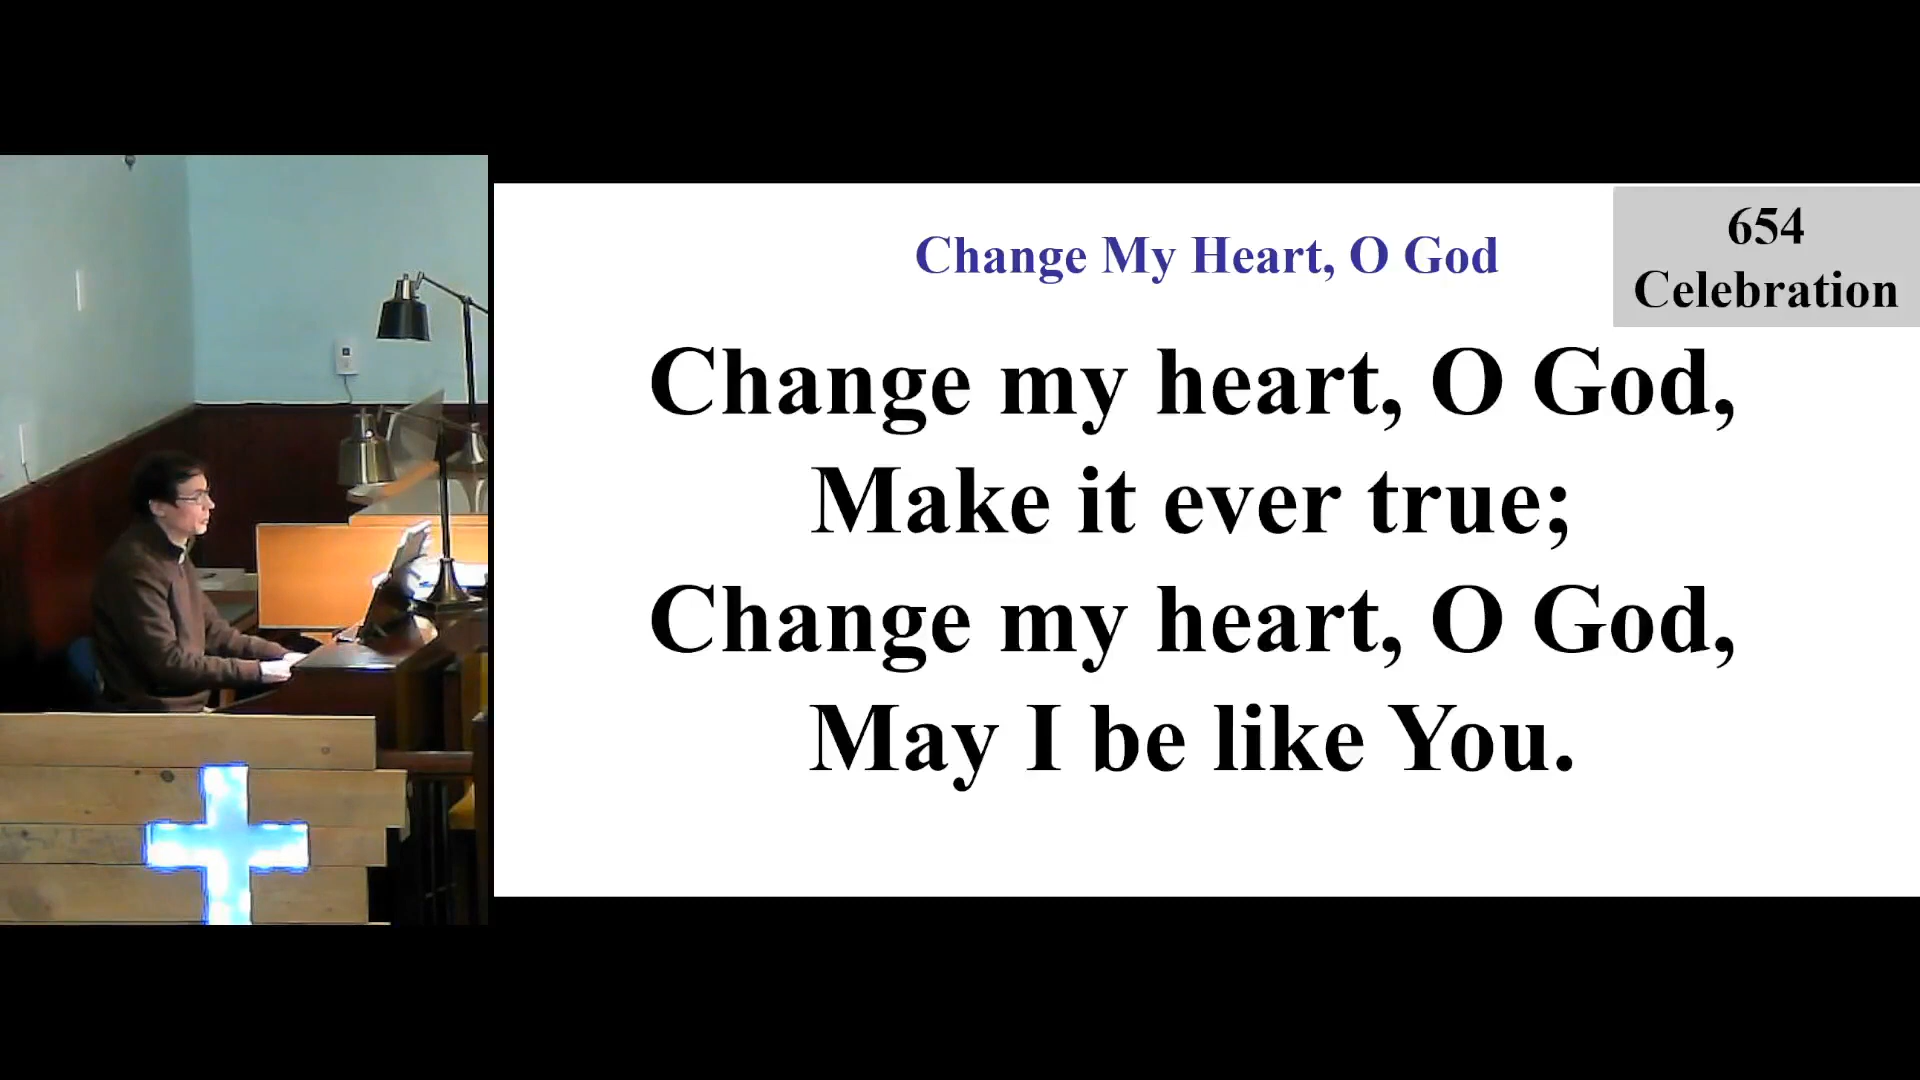 Change My Heart, O God
654
Celebration
Change my heart, O God,
Make it ever true;
Change my heart, O God,
May I be like You.